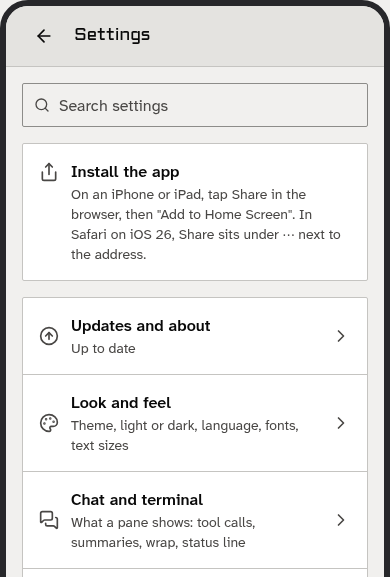 Settings
Search settings
Install the app
On an iPhone or iPad, tap Share in the
browser, then "Add to Home Screen". In
Safari on iOS 26, Share sits under ··· next to
the address.
Updates and about
Up to date
Look and feel
Theme, light or dark, language, fonts,
text sizes
Chat and terminal
What a pane shows: tool calls,
summaries, wrap, status line